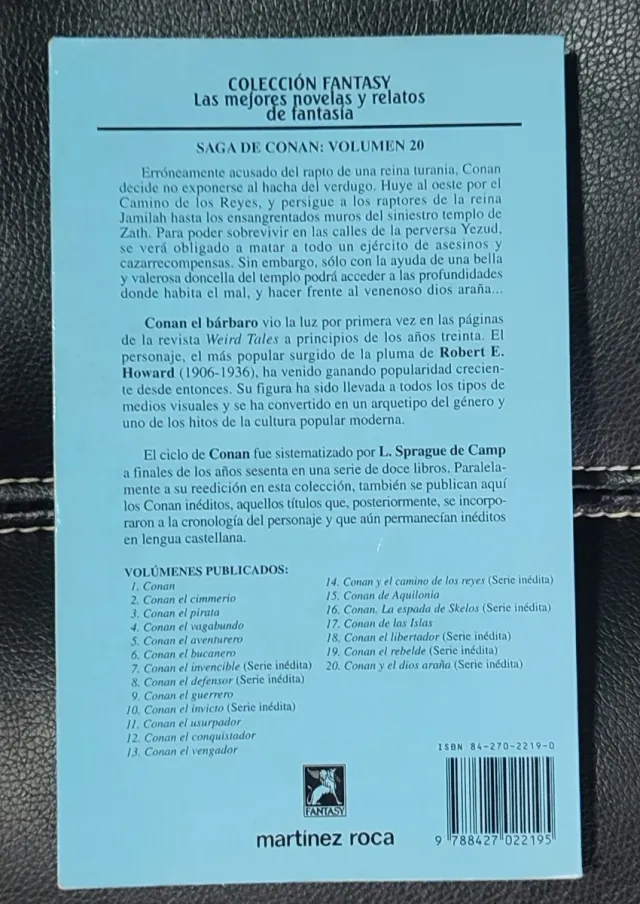 COLECCIÓN FANTASY
Las mejores novelas y relatos
de fantasía
SAGA DE CONAN: VOLUMEN 20
Erróneamente acusado del rapto de una reina turania, Conan
decide no exponerse al hacha del verdugo. Huye al oeste por el
Camino de los Reyes, y persigue a los raptores de la reina
Jamilah hasta los ensangrentados muros del siniestro templo de
Zath. Para poder sobrevivir en las calles de la perversa Yezud,
se verá obligado a matar a todo un ejército de asesinos y
cazarrecompensas. Sin embargo, sólo con la ayuda de una bella
y valerosa doncella del templo podrá acceder a las profundidades
donde habita el mal, y hacer frente al venenoso dios araña...
Conan el bárbaro vio la luz por primera vez en las páginas
de la revista Weird Tales a principios de los años treinta. El
personaje, el más popular surgido de la pluma de Robert E.
Howard (1906-1936), ha venido ganando popularidad crecien-
te desde entonces. Su figura ha sido llevada a todos los tipos de
medios visuales y se ha convertido en un arquetipo del género y
uno de los hitos de la cultura popular moderna.
El ciclo de Conan fue sistematizado por L. Sprague de Camp
a finales de los años sesenta en una serie de doce libros. Paralela-
mente a su reedición en esta colección, también se publican aquí
los Conan inéditos, aquellos títulos que, posteriormente, se incorpo-
raron a la cronología del personaje y que aún permanecían inéditos
en lengua castellana.
VOLÚMENES PUBLICADOS:
1. Conan
2. Conan el cimmerio
3. Conan el pirata
4. Conan el vagabundo
5. Conan el aventurero
6. Conan el bucanero
7. Conan el invencible (Serie inédita)
8. Conan el defensor (Serie inédita)
9. Conan el guerrero
10. Conan el invicto (Serie inédita)
11. Conan el usurpador
12. Conan el conquistador
13. Conan el vengador
14. Conan y el camino de los reyes (Serie inédita)
15. Conan de Aquilonia
16. Conan. La espada de Skelos (Serie inédita)
17. Conan de las Islas
18. Conan el libertador (Serie inédita)
19. Conan el rebelde (Serie inédita)
20. Conan y el dios araña (Serie inédita)
FANTASY
martínez roca
ISBN 84-270-2219-0
9 788427 022195